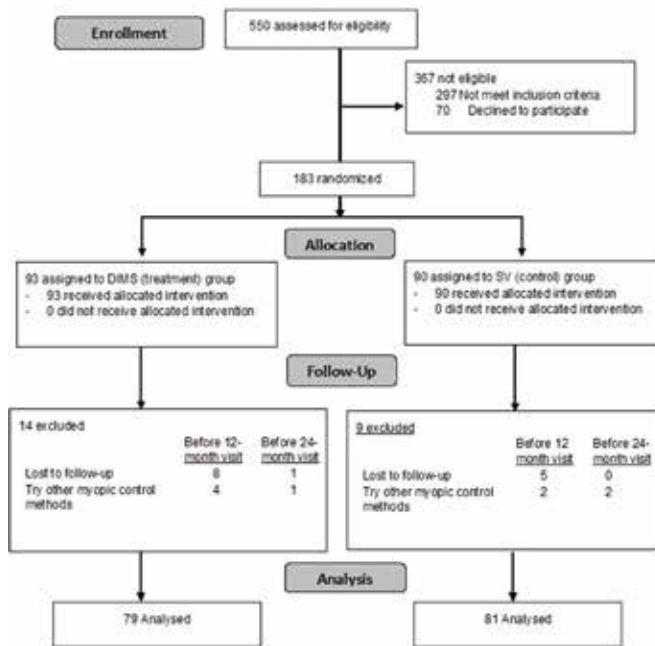 550 assessed for eligibility
Enrollment
367 not eligible
297 Not meet inclusion criteria
70 Declined to participate
183 randomized
Allocation
93 assigned to DIMS (treatment) group
- 93 received allocated intervention
- 0 did not receive allocated intervention
90 assigned to SV (control) group
- 90 received allocated intervention
- 0 did not receive allocated intervention
Follow-Up
14 excluded
Before 12- Before 24-
month visit month visit
Lost to follow-up 8 1
Try other myopic control 4 1
methods
9 excluded
Before 12 Before 24-
month visit month visit
Lost to follow-up 5 0
Try other myopic control 2 2
methods
Analysis
79 Analysed
81 Analysed